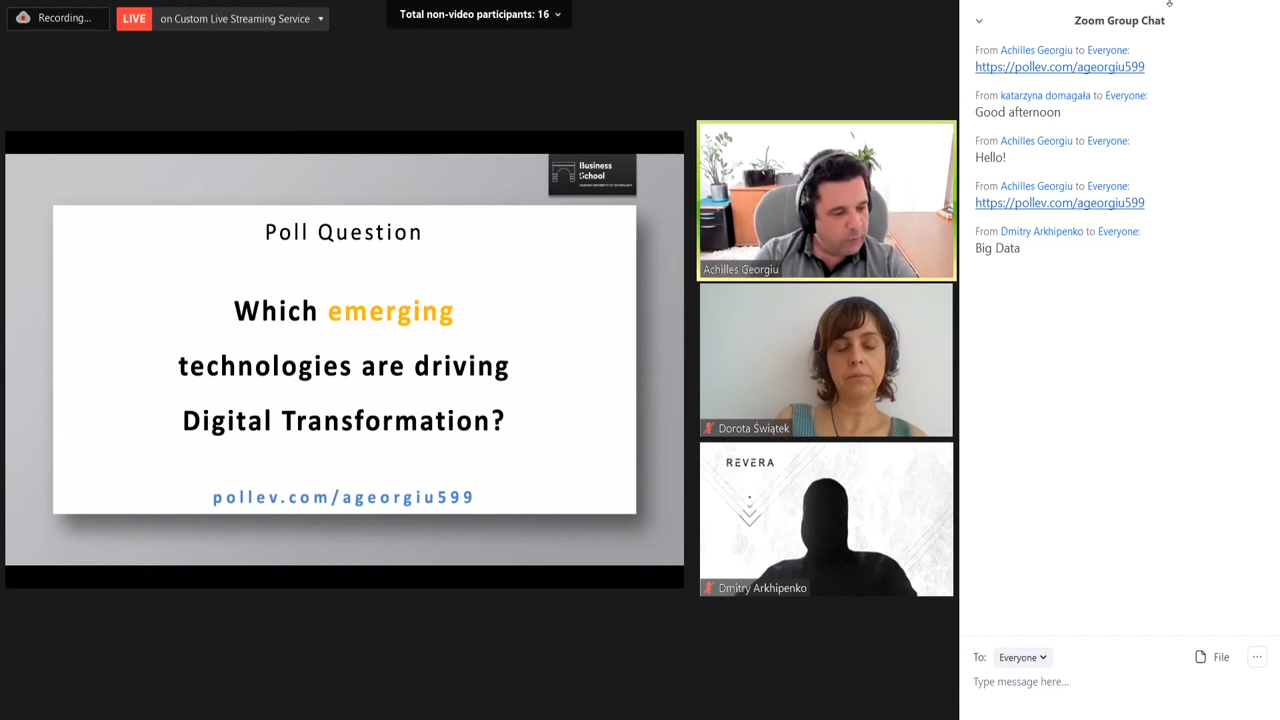 Recording...
LIVE on Custom Live Streaming Service
Total non-video participants: 16
Business
School
WARSAW UNIVERSITY OF TECHNOLOGY
Poll Question
Which emerging
technologies are driving
Digital Transformation?
pollev.com/ageorgiu599
Achilles Georgiu
Dorota Świątek
REVERA
Dmitry Arkhipenko
Zoom Group Chat
From Achilles Georgiu to Everyone:
https://pollev.com/ageorgiu599
From katarzyna domagała to Everyone:
Good afternoon
From Achilles Georgiu to Everyone:
Hello!
From Achilles Georgiu to Everyone:
https://pollev.com/ageorgiu599
From Dmitry Arkhipenko to Everyone:
Big Data
To: Everyone File ...
Type message here...